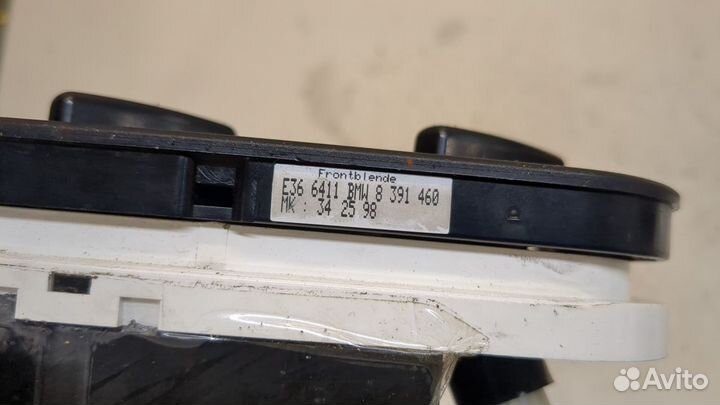 Frontblende
E36 6411 BMW 8 391 460
MK : 34 25 98
Avito